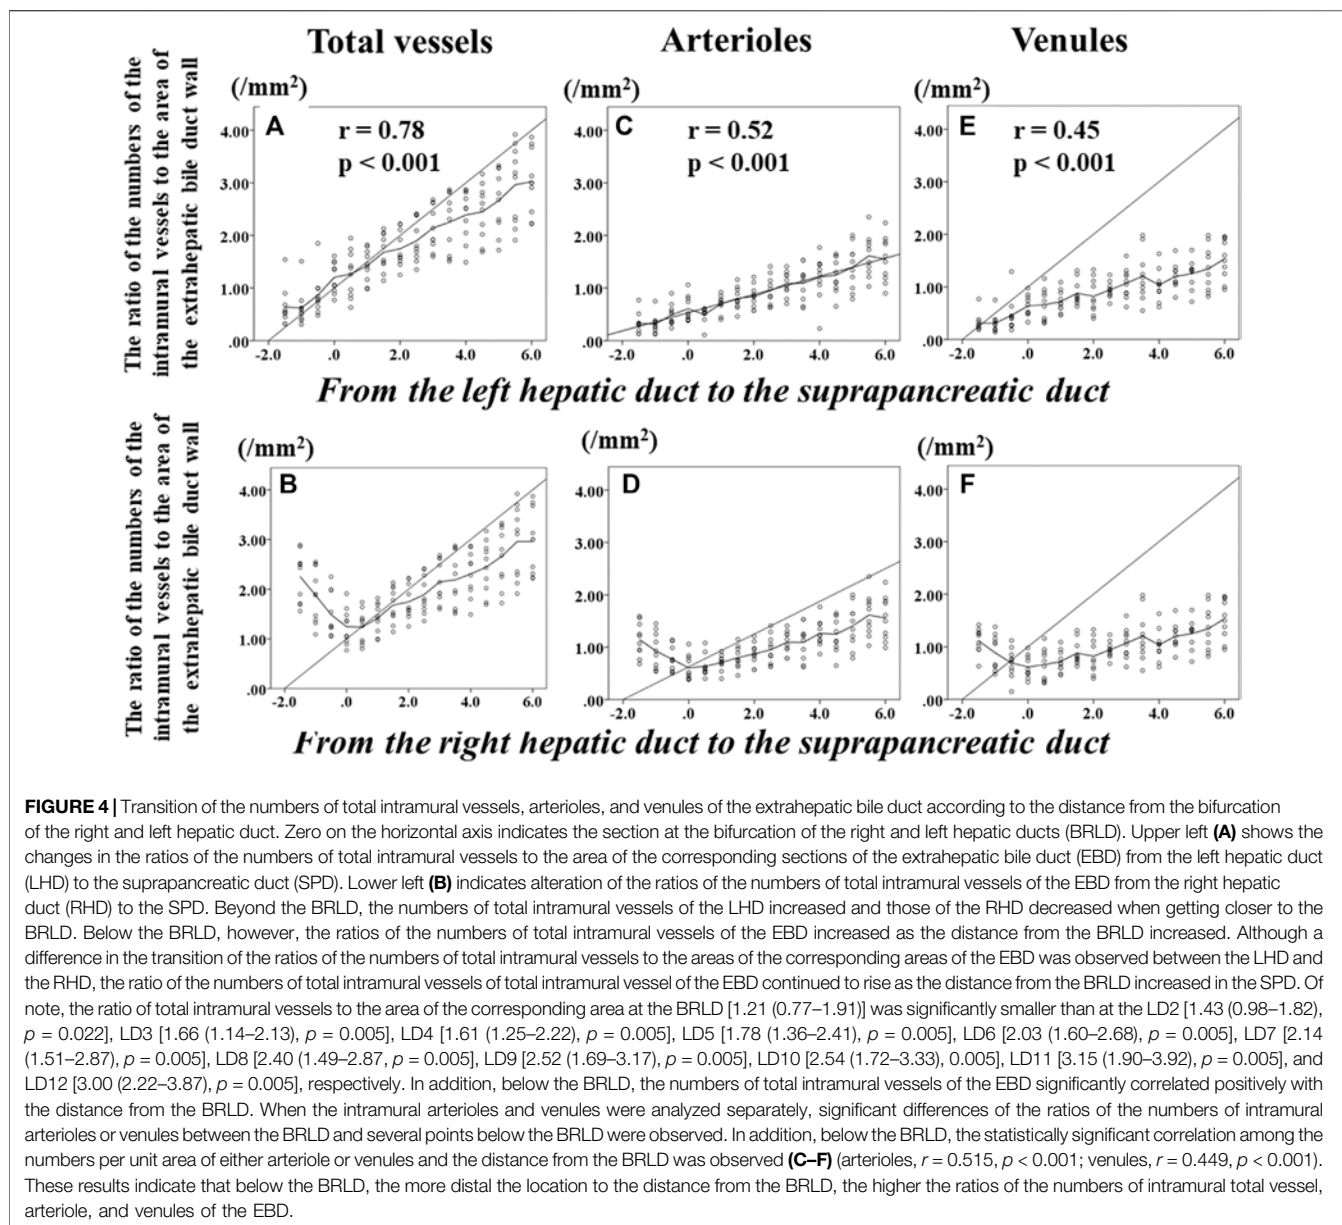 Total vessels
Arterioles
Venules
The ratio of the numbers of the
intramural vessels to the area of
the extrahepatic bile duct wall
(/mm²)
(/mm²)
(/mm²)
A
r = 0.78
p < 0.001
4.00
3.00
2.00
1.00
.00
-2.0 .0 2.0 4.0 6.0
C
r = 0.52
p < 0.001
4.00
3.00
2.00
1.00
.00
-2.0 .0 2.0 4.0 6.0
E
r = 0.45
p < 0.001
4.00
3.00
2.00
1.00
.00
-2.0 .0 2.0 4.0 6.0
From the left hepatic duct to the suprapancreatic duct
The ratio of the numbers of the
intramural vessels to the area of
the extrahepatic bile duct wall
(/mm²)
(/mm²)
(/mm²)
B
4.00
3.00
2.00
1.00
.00
-2.0 .0 2.0 4.0 6.0
D
4.00
3.00
2.00
1.00
.00
-2.0 .0 2.0 4.0 6.0
F
4.00
3.00
2.00
1.00
.00
-2.0 .0 2.0 4.0 6.0
From the right hepatic duct to the suprapancreatic duct
FIGURE 4 | Transition of the numbers of total intramural vessels, arterioles, and venules of the extrahepatic bile duct according to the distance from the bifurcation
of the right and left hepatic duct. Zero on the horizontal axis indicates the section at the bifurcation of the right and left hepatic ducts (BRLD). Upper left (A) shows the
changes in the ratios of the numbers of total intramural vessels to the area of the corresponding sections of the extrahepatic bile duct (EBD) from the left hepatic duct
(LHD) to the suprapancreatic duct (SPD). Lower left (B) indicates alteration of the ratios of the numbers of total intramural vessels of the EBD from the right hepatic
duct (RHD) to the SPD. Beyond the BRLD, the numbers of total intramural vessels of the LHD increased and those of the RHD decreased when getting closer to the
BRLD. Below the BRLD, however, the ratios of the numbers of total intramural vessels of the EBD increased as the distance from the BRLD increased. Although a
difference in the transition of the ratios of the numbers of total intramural vessels to the areas of the corresponding areas of the EBD was observed between the LHD and
the RHD, the ratio of the numbers of total intramural vessels of total intramural vessel of the EBD continued to rise as the distance from the BRLD increased in the SPD. Of
note, the ratio of total intramural vessels to the area of the corresponding area at the BRLD [1.21 (0.77–1.91)] was significantly smaller than at the LD2 [1.43 (0.98–1.82),
p = 0.022], LD3 [1.66 (1.14–2.13), p = 0.005], LD4 [1.61 (1.25–2.22), p = 0.005], LD5 [1.78 (1.36–2.41), p = 0.005], LD6 [2.03 (1.60–2.68), p = 0.005], LD7 [2.14
(1.51–2.87), p = 0.005], LD8 [2.40 (1.49–2.87, p = 0.005], LD9 [2.52 (1.69–3.17), p = 0.005], LD10 [2.54 (1.72–3.33), 0.005], LD11 [3.15 (1.90–3.92), p = 0.005], and
LD12 [3.00 (2.22–3.87), p = 0.005], respectively. In addition, below the BRLD, the numbers of total intramural vessels of the EBD significantly correlated positively with
the distance from the BRLD. When the intramural arterioles and venules were analyzed separately, significant differences of the ratios of the numbers of intramural
arterioles or venules between the BRLD and several points below the BRLD were observed. In addition, below the BRLD, the statistically significant correlation among the
numbers per unit area of either arteriole or venules and the distance from the BRLD was observed (C–F) (arterioles, r = 0.515, p < 0.001; venules, r = 0.449, p < 0.001).
These results indicate that below the BRLD, the more distal the location to the distance from the BRLD, the higher the ratios of the numbers of intramural total vessel,
arteriole, and venules of the EBD.